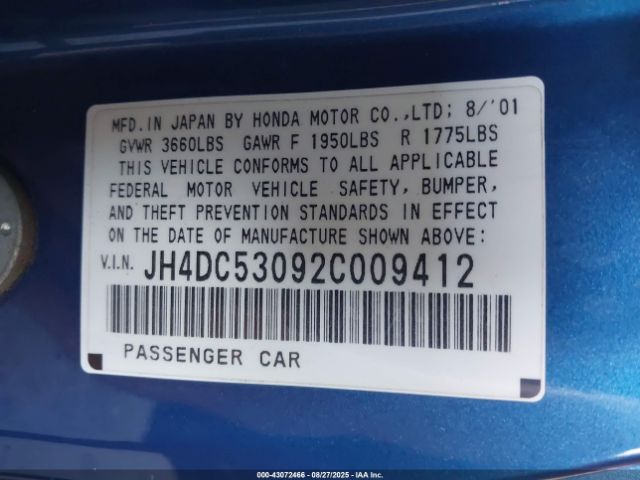 MFD. IN JAPAN BY HONDA MOTOR CO.,LTD; 8/'01
GVWR 3660LBS GAWR F 1950LBS R 1775LBS
THIS VEHICLE CONFORMS TO ALL APPLICABLE
FEDERAL MOTOR VEHICLE SAFETY, BUMPER,
AND THEFT PREVENTION STANDARDS IN EFFECT
ON THE DATE OF MANUFACTURE SHOWN ABOVE:
V.I.N. JH4DC53092C009412
PASSENGER CAR
000-43072466 - 08/27/2025 - IAAI.COM